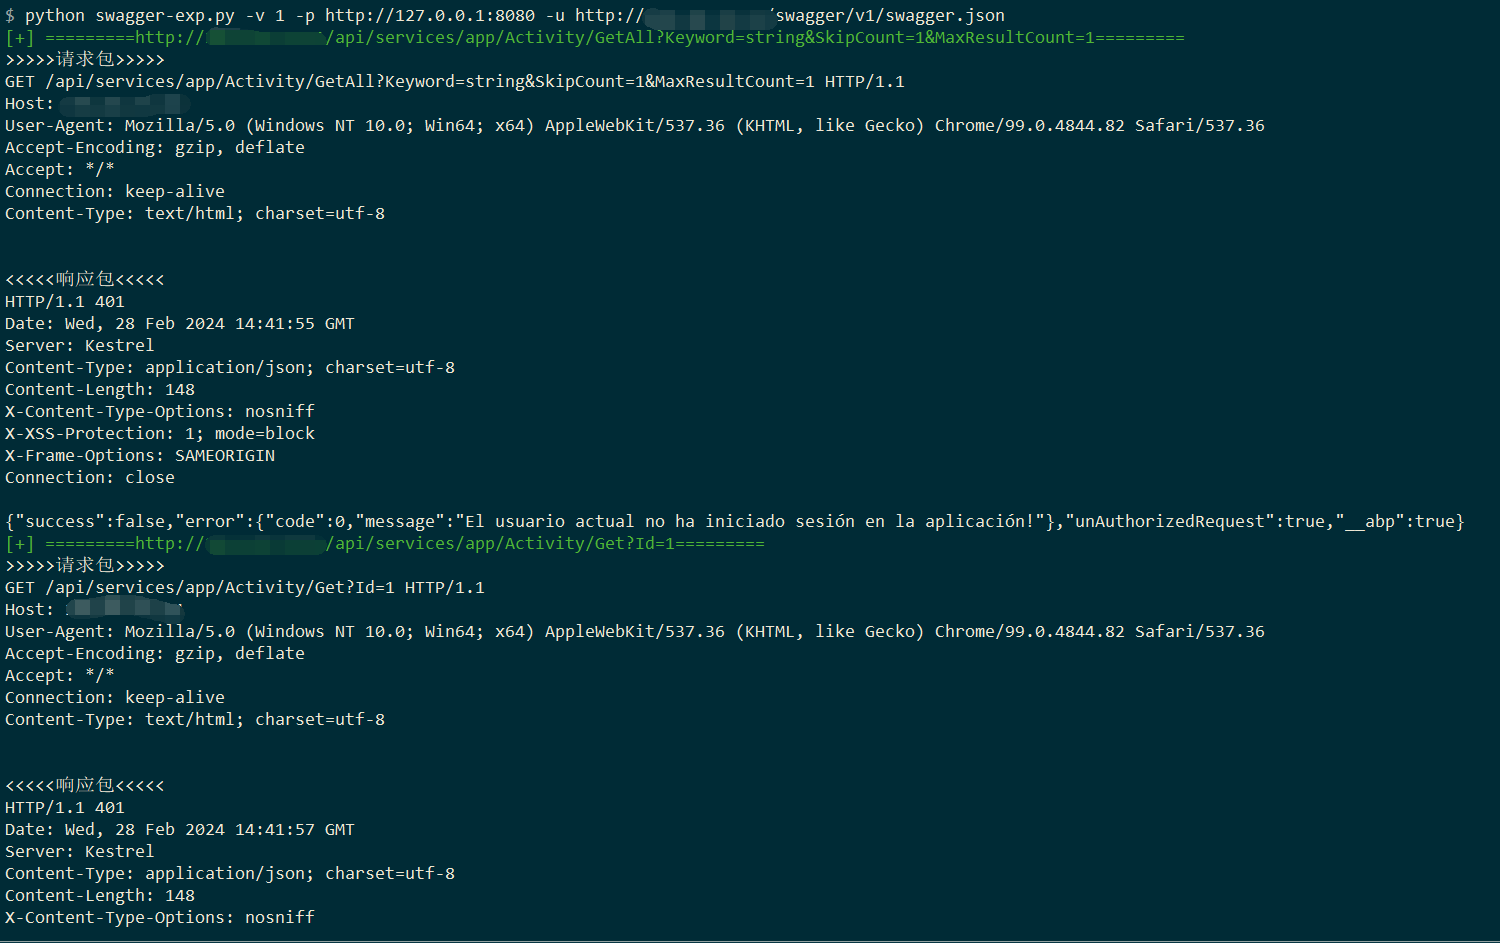 $ python swagger-exp.py -v 1 -p http://127.0.0.1:8080 -u http:///swagger/v1/swagger.json
[+] =========http:///api/services/app/Activity/GetAll?Keyword=string&SkipCount=1&MaxResultCount=1=========
>>>>>请求包>>>>>
GET /api/services/app/Activity/GetAll?Keyword=string&SkipCount=1&MaxResultCount=1 HTTP/1.1
Host:
User-Agent: Mozilla/5.0 (Windows NT 10.0; Win64; x64) AppleWebKit/537.36 (KHTML, like Gecko) Chrome/99.0.4844.82 Safari/537.36
Accept-Encoding: gzip, deflate
Accept: */*
Connection: keep-alive
Content-Type: text/html; charset=utf-8
<<<<<响应包<<<<<
HTTP/1.1 401
Date: Wed, 28 Feb 2024 14:41:55 GMT
Server: Kestrel
Content-Type: application/json; charset=utf-8
Content-Length: 148
X-Content-Type-Options: nosniff
X-XSS-Protection: 1; mode=block
X-Frame-Options: SAMEORIGIN
Connection: close
{"success":false,"error":{"code":0,"message":"El usuario actual no ha iniciado sesión en la aplicación!"},"unAuthorizedRequest":true,"__abp":true}
[+] =========http:///api/services/app/Activity/Get?Id=1=========
>>>>>请求包>>>>>
GET /api/services/app/Activity/Get?Id=1 HTTP/1.1
Host:
User-Agent: Mozilla/5.0 (Windows NT 10.0; Win64; x64) AppleWebKit/537.36 (KHTML, like Gecko) Chrome/99.0.4844.82 Safari/537.36
Accept-Encoding: gzip, deflate
Accept: */*
Connection: keep-alive
Content-Type: text/html; charset=utf-8
<<<<<响应包<<<<<
HTTP/1.1 401
Date: Wed, 28 Feb 2024 14:41:57 GMT
Server: Kestrel
Content-Type: application/json; charset=utf-8
Content-Length: 148
X-Content-Type-Options: nosniff